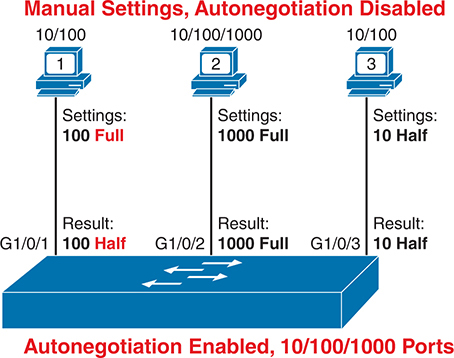 Manual Settings, Autonegotiation Disabled
10/100
10/100/1000
10/100
1
2
3
Settings:
100 Full
Settings:
1000 Full
Settings:
10 Half
G1/0/1
Result:
100 Half
G1/0/2
Result:
1000 Full
G1/0/3
Result:
10 Half
Autonegotiation Enabled, 10/100/1000 Ports